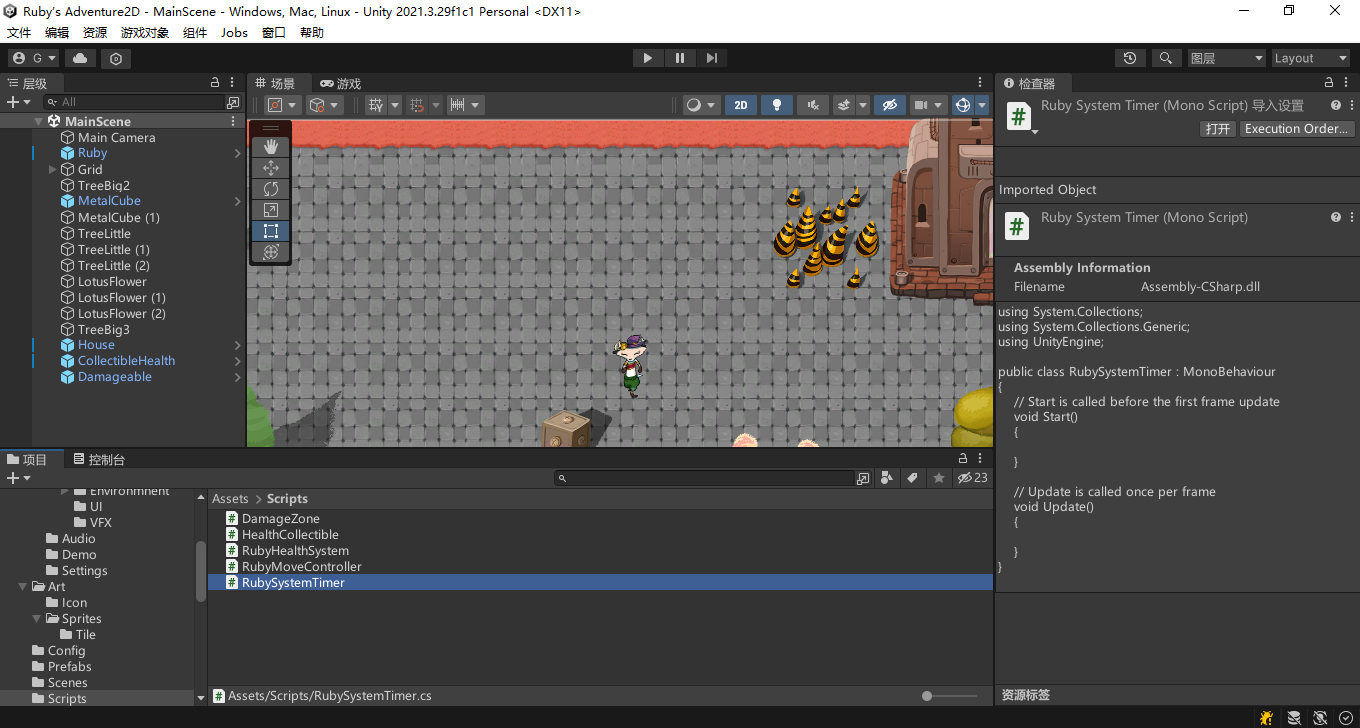 Ruby's Adventure2D - MainScene - Windows, Mac, Linux - Unity 2021.3.29f1c1 Personal <DX11>
文件 编辑 资源 游戏对象 组件 Jobs 窗口 帮助
G
图层
Layout
层级
All
MainScene
Main Camera
Ruby
Grid
TreeBig2
MetalCube
MetalCube (1)
TreeLittle
TreeLittle (1)
TreeLittle (2)
LotusFlower
LotusFlower (1)
LotusFlower (2)
TreeBig3
House
CollectibleHealth
Damageable
场景
游戏
2D
检查器
Ruby System Timer (Mono Script) 导入设置
打开
Execution Order...
Imported Object
Ruby System Timer (Mono Script)
Assembly Information
Filename Assembly-CSharp.dll
using System.Collections;
using System.Collections.Generic;
using UnityEngine;
public class RubySystemTimer : MonoBehaviour
{
// Start is called before the first frame update
void Start()
{
}
// Update is called once per frame
void Update()
{
}
}
资源标签
项目
控制台
23
Environmnent
UI
VFX
Audio
Demo
Settings
Art
Icon
Sprites
Tile
Config
Prefabs
Scenes
Scripts
Assets > Scripts
DamageZone
HealthCollectible
RubyHealthSystem
RubyMoveController
RubySystemTimer
Assets/Scripts/RubySystemTimer.cs